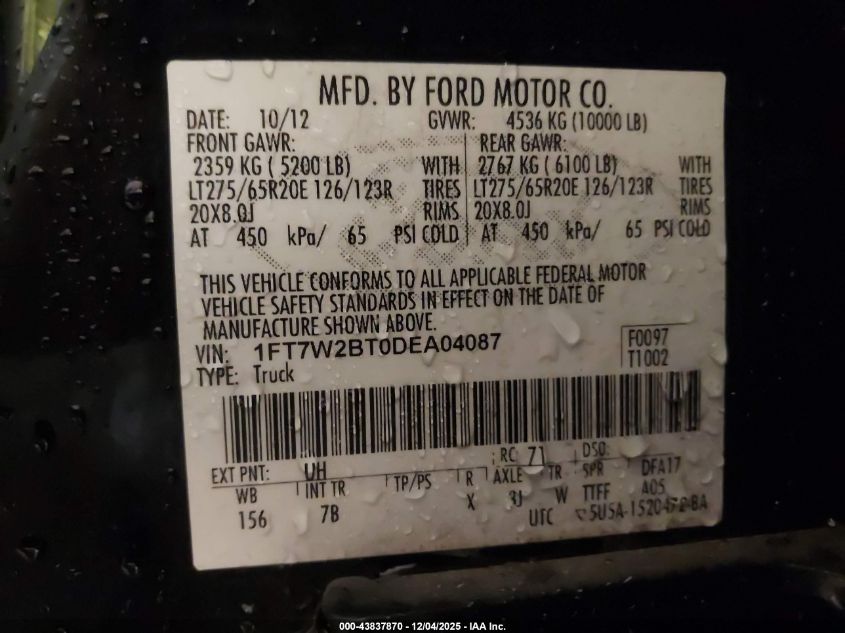 MFD. BY FORD MOTOR CO.
DATE: 10/12 GVWR: 4536 KG (10000 LB)
FRONT GAWR: REAR GAWR:
2359 KG ( 5200 LB) WITH 2767 KG ( 6100 LB) WITH
LT275/65R20E 126/123R TIRES LT275/65R20E 126/123R TIRES
20X8.0J RIMS 20X8.0J RIMS
AT 450 kPa/ 65 PSI COLD AT 450 kPa/ 65 PSI COLD
THIS VEHICLE CONFORMS TO ALL APPLICABLE FEDERAL MOTOR
VEHICLE SAFETY STANDARDS IN EFFECT ON THE DATE OF
MANUFACTURE SHOWN ABOVE.
VIN: 1FT7W2BT0DEA04087 F0097
TYPE: Truck T1002
EXT PNT: UH RC: 71 DSO:
WB INT TR TP/PS R AXLE TR SPR DFA17
156 7B X W TTFF A05
UTC
000-43837870 - 12/04/2025 - IAA Inc.